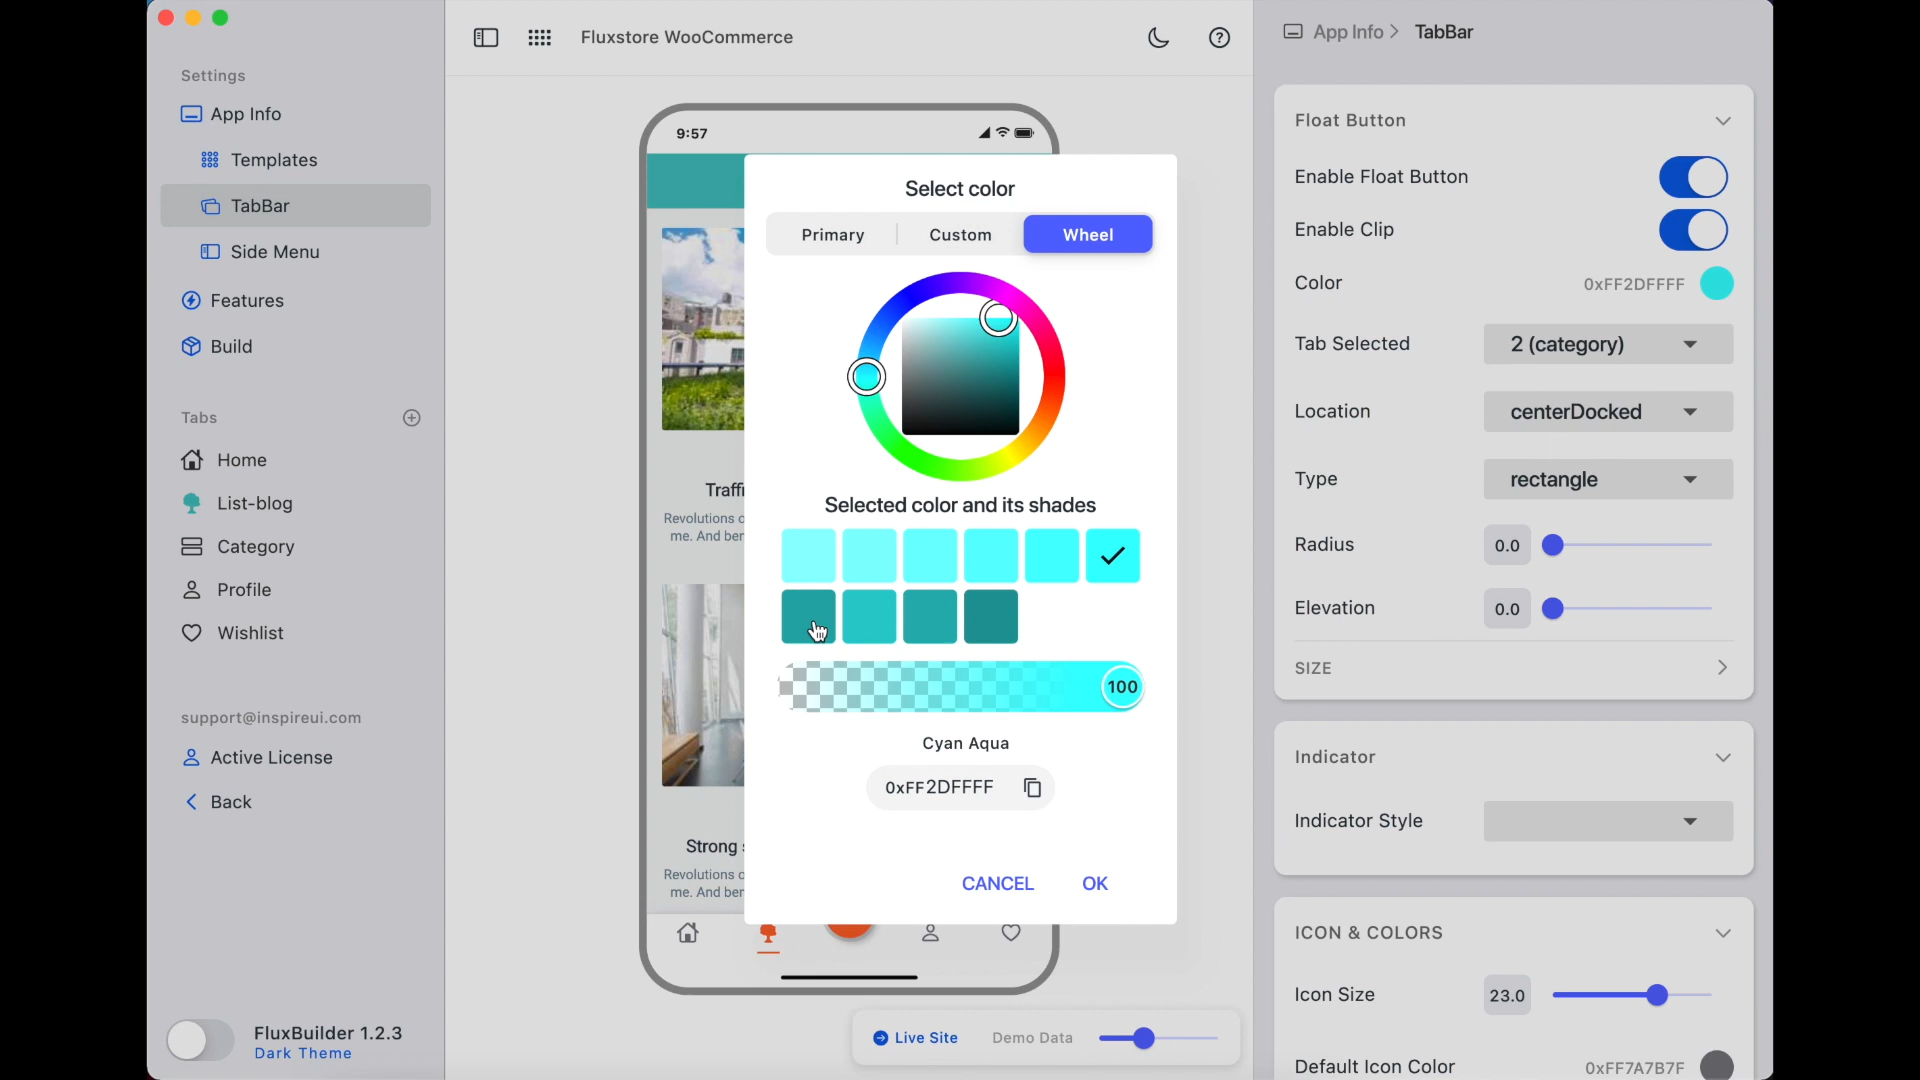 Settings
App Info
Templates
TabBar
Side Menu
Features
Build
Tabs
Home
List-blog
Category
Profile
Wishlist
support@inspireui.com
Active License
Back
FluxBuilder 1.2.3
Dark Theme
Fluxstore WooCommerce
9:57
Traffi
Revolutions
me. And ber
Strong
Revolutions
me. And ber
Select color
Primary
Custom
Wheel
Selected color and its shades
100
Cyan Aqua
0xFF2DFFFF
CANCEL
OK
Live Site
Demo Data
App Info > TabBar
Float Button
Enable Float Button
Enable Clip
Color
0xFF2DFFFF
Tab Selected
2 (category)
Location
centerDocked
Type
rectangle
Radius
0.0
Elevation
0.0
SIZE
Indicator
Indicator Style
ICON & COLORS
Icon Size
23.0
Default Icon Color
0xFF7A7B7F